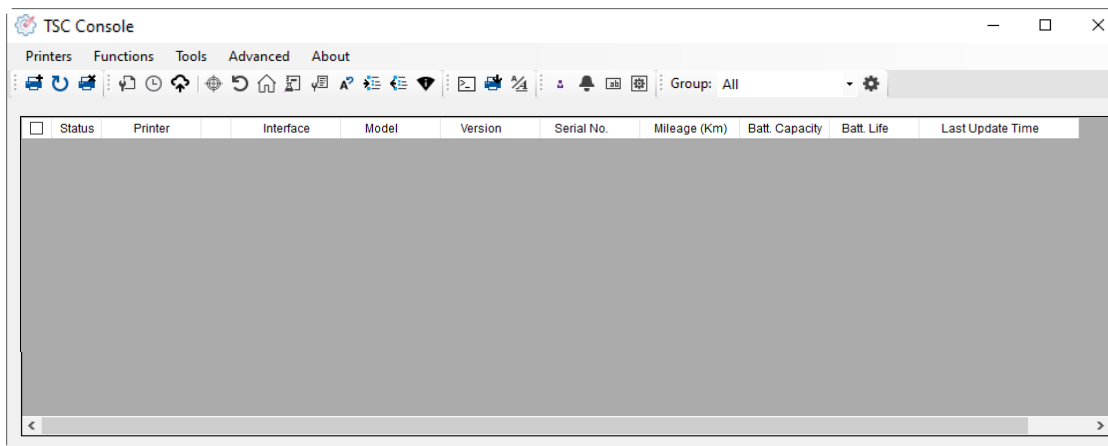 TSC Console
Printers Functions Tools Advanced About
Group: All
Status Printer Interface Model Version Serial No. Mileage (Km) Batt. Capacity Batt. Life Last Update Time